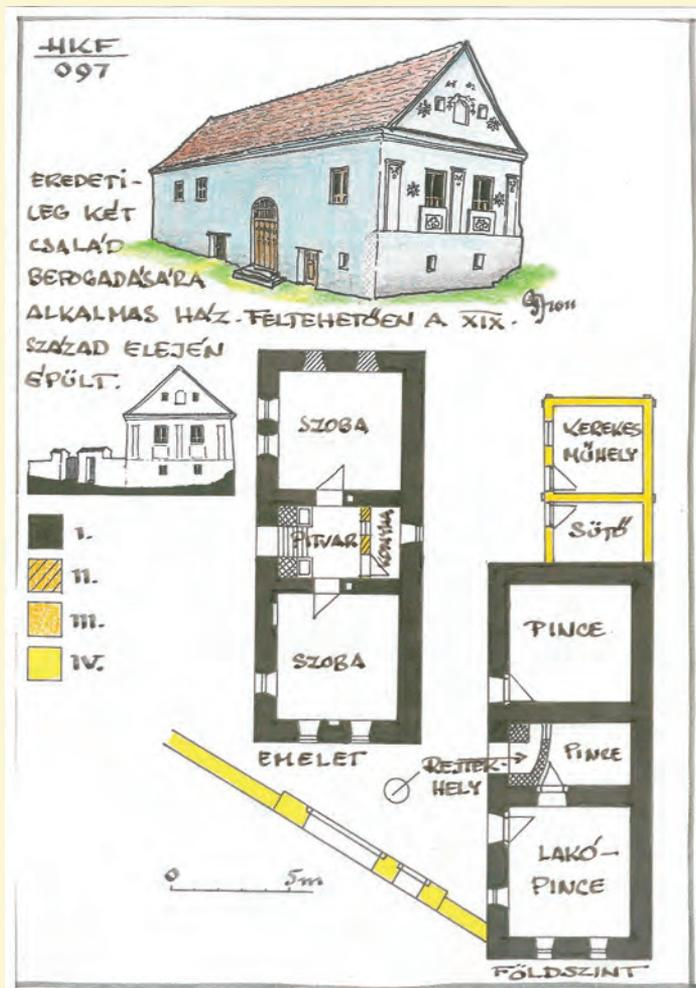 HKF
097
EREDETI-
LEG KÉT
CSALÁD
BEFOGADÁSÁRA
ALKALMAS HÁZ. FELTEHETŐEN A XIX.
SZÁZAD ELEJÉN
ÉPÜLT.
2011
I.
II.
III.
IV.
SZOBA
PITVAR
KONYHA
SZOBA
EMELET
KEREKES
MŰHELY
SÜTŐ
PINCE
REJTEK-
HELY
PINCE
LAKÓ-
PINCE
FÖLDSZINT
0 5m